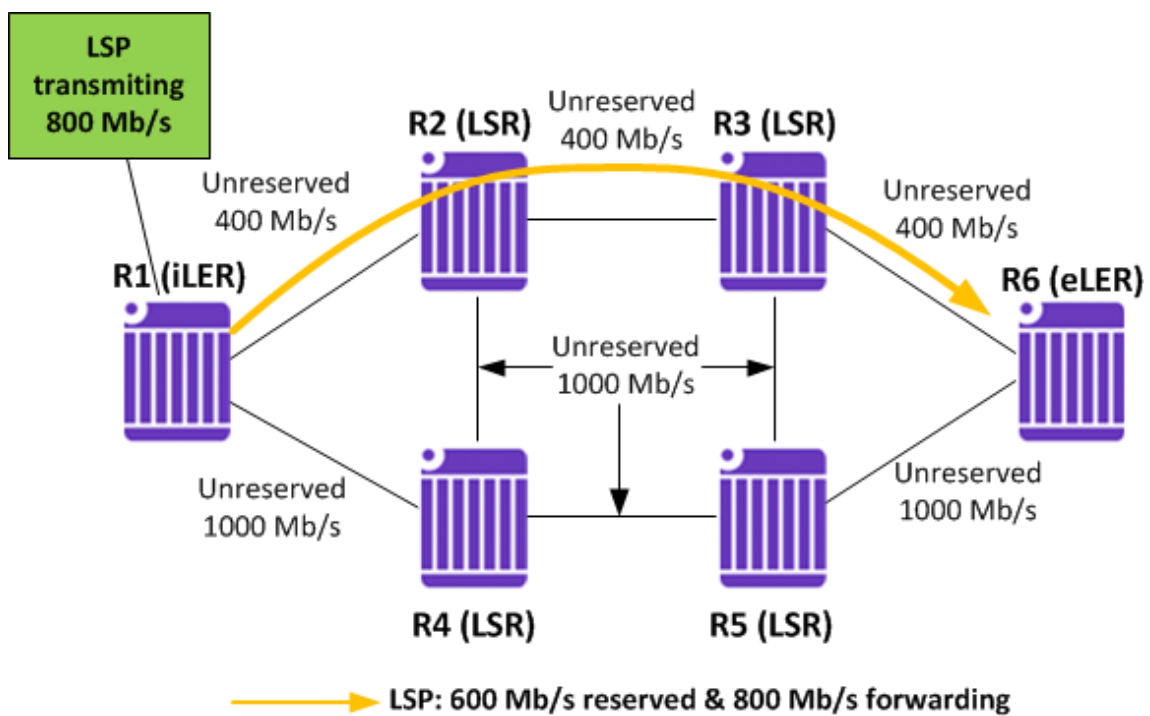 LSP
transmiting
800 Mb/s
R2 (LSR)
Unreserved
400 Mb/s
R3 (LSR)
Unreserved
400 Mb/s
Unreserved
400 Mb/s
R1 (iLER)
R6 (eLER)
Unreserved
1000 Mb/s
Unreserved
1000 Mb/s
Unreserved
1000 Mb/s
R4 (LSR)
R5 (LSR)
LSP: 600 Mb/s reserved & 800 Mb/s forwarding